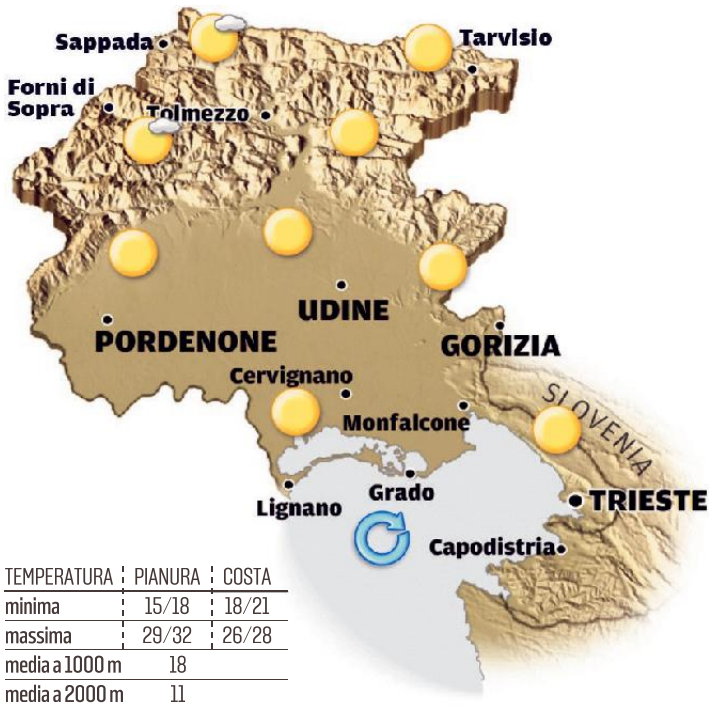 Sappada
Tarvisio
Forni di
Sopra
Tolmezzo
UDINE
PORDENONE
GORIZIA
Cervignano
SLOVENIA
Monfalcone
Lignano
Grado
TRIESTE
Capodistria
TEMPERATURA PIANURA COSTA
minima 15/18 18/21
massima 29/32 26/28
media a 1000 m 18
media a 2000 m 11